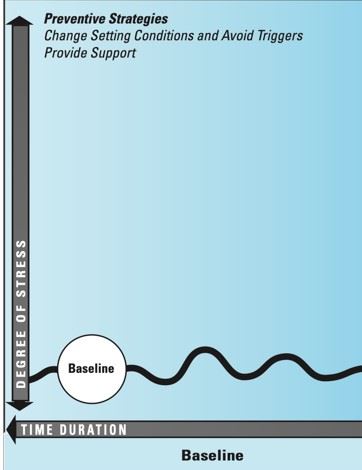 Preventive Strategies
Change Setting Conditions and Avoid Triggers
Provide Support
DEGREE OF STRESS
Baseline
TIME DURATION
Baseline